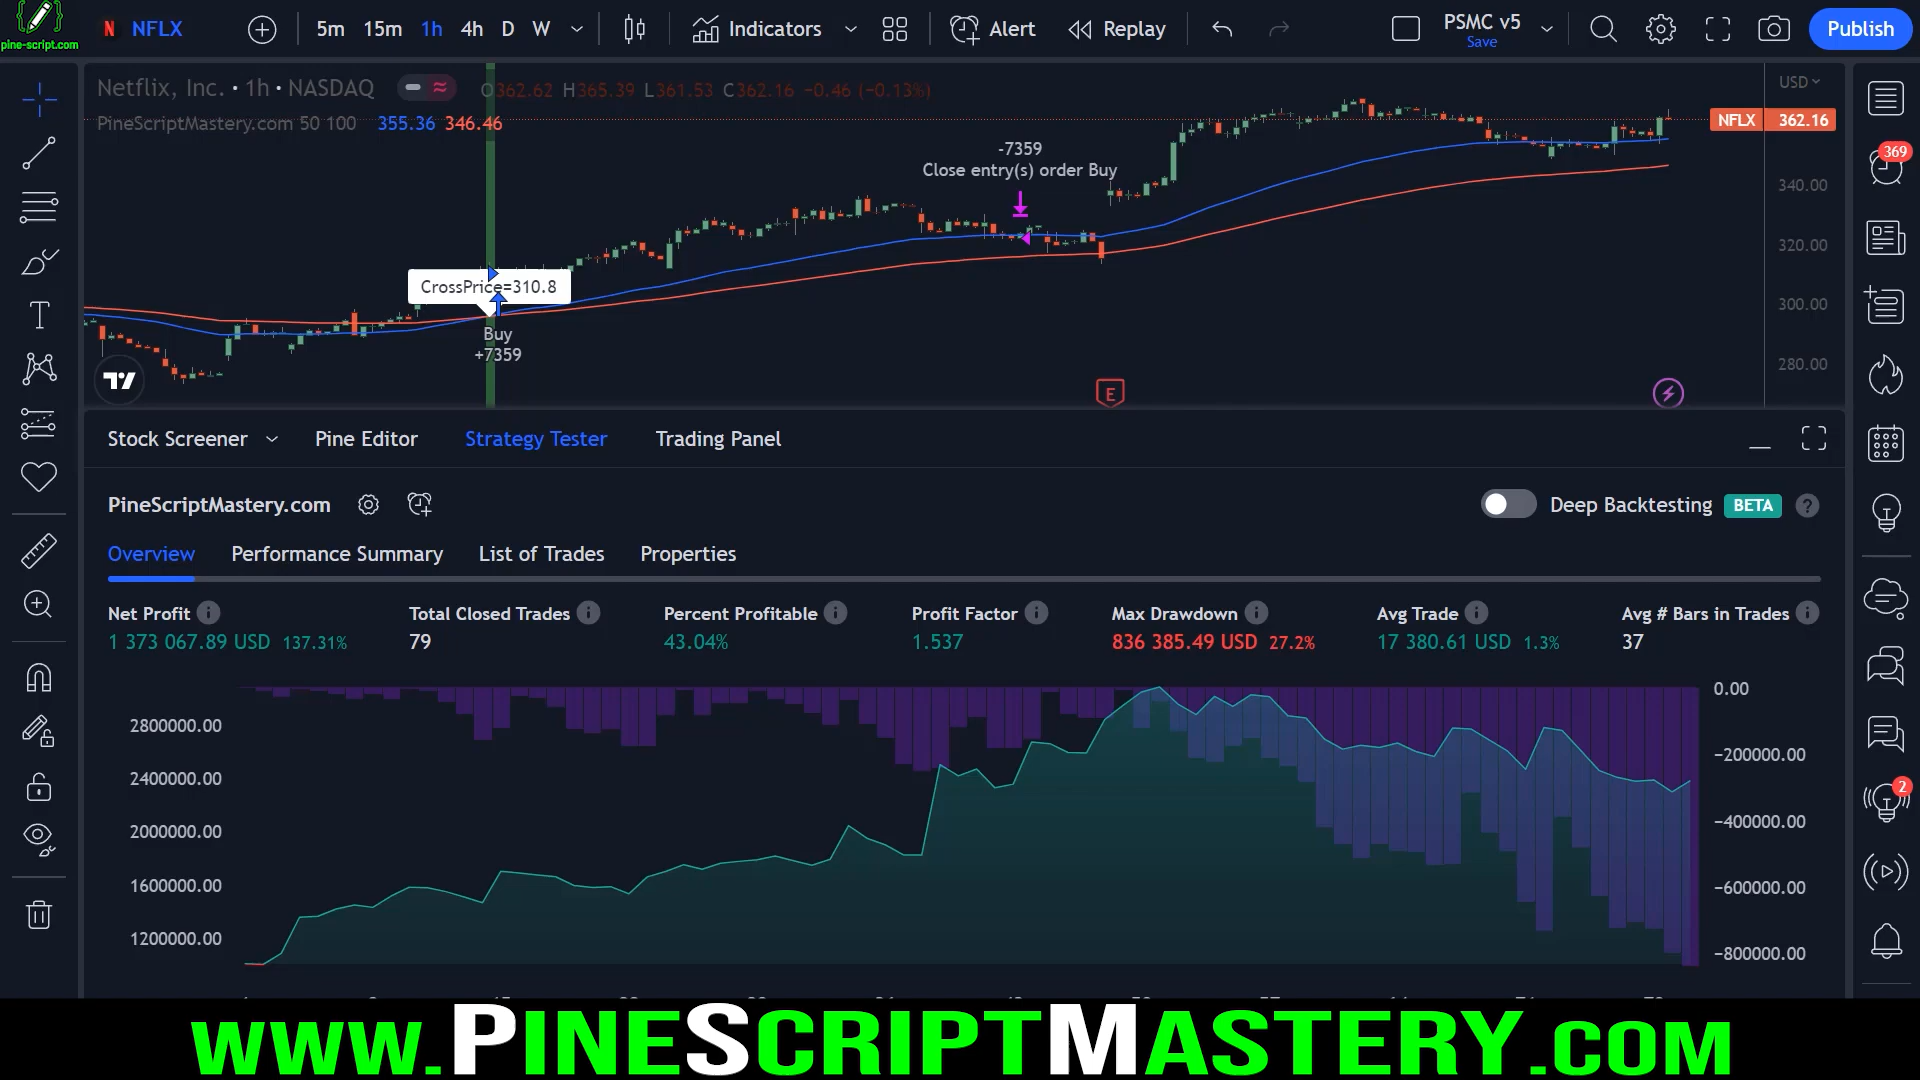 pine-script.com
N NFLX 5m 15m 1h 4h D W Indicators Alert Replay PSMC v5 Save Publish
Netflix, Inc. • 1h • NASDAQ O362.62 H365.39 L361.53 C362.16 −0.46 (−0.13%) USD
PineScriptMastery.com 50 100 355.36 346.46
NFLX 362.16
369
-7359
Close entry(s) order Buy
340.00
320.00
CrossPrice=310.8
300.00
Buy
+7359
280.00
E
Stock Screener Pine Editor Strategy Tester Trading Panel
PineScriptMastery.com Deep Backtesting BETA ?
Overview Performance Summary List of Trades Properties
Net Profit Total Closed Trades Percent Profitable Profit Factor Max Drawdown Avg Trade Avg # Bars in Trades
1 373 067.89 USD 137.31% 79 43.04% 1.537 836 385.49 USD 27.2% 17 380.61 USD 1.3% 37
0.00
2800000.00
−200000.00
2400000.00
2
−400000.00
2000000.00
1600000.00
−600000.00
1200000.00
−800000.00
www.PineScriptMastery.com